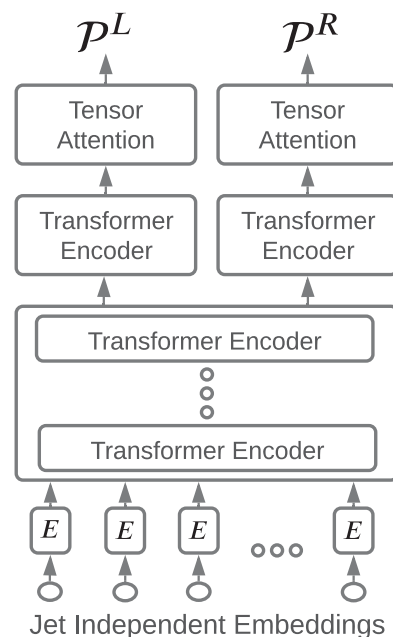 𝒫^L 𝒫^R
Tensor Attention Tensor Attention
Transformer Encoder Transformer Encoder
Transformer Encoder
Transformer Encoder
E E E E
Jet Independent Embeddings